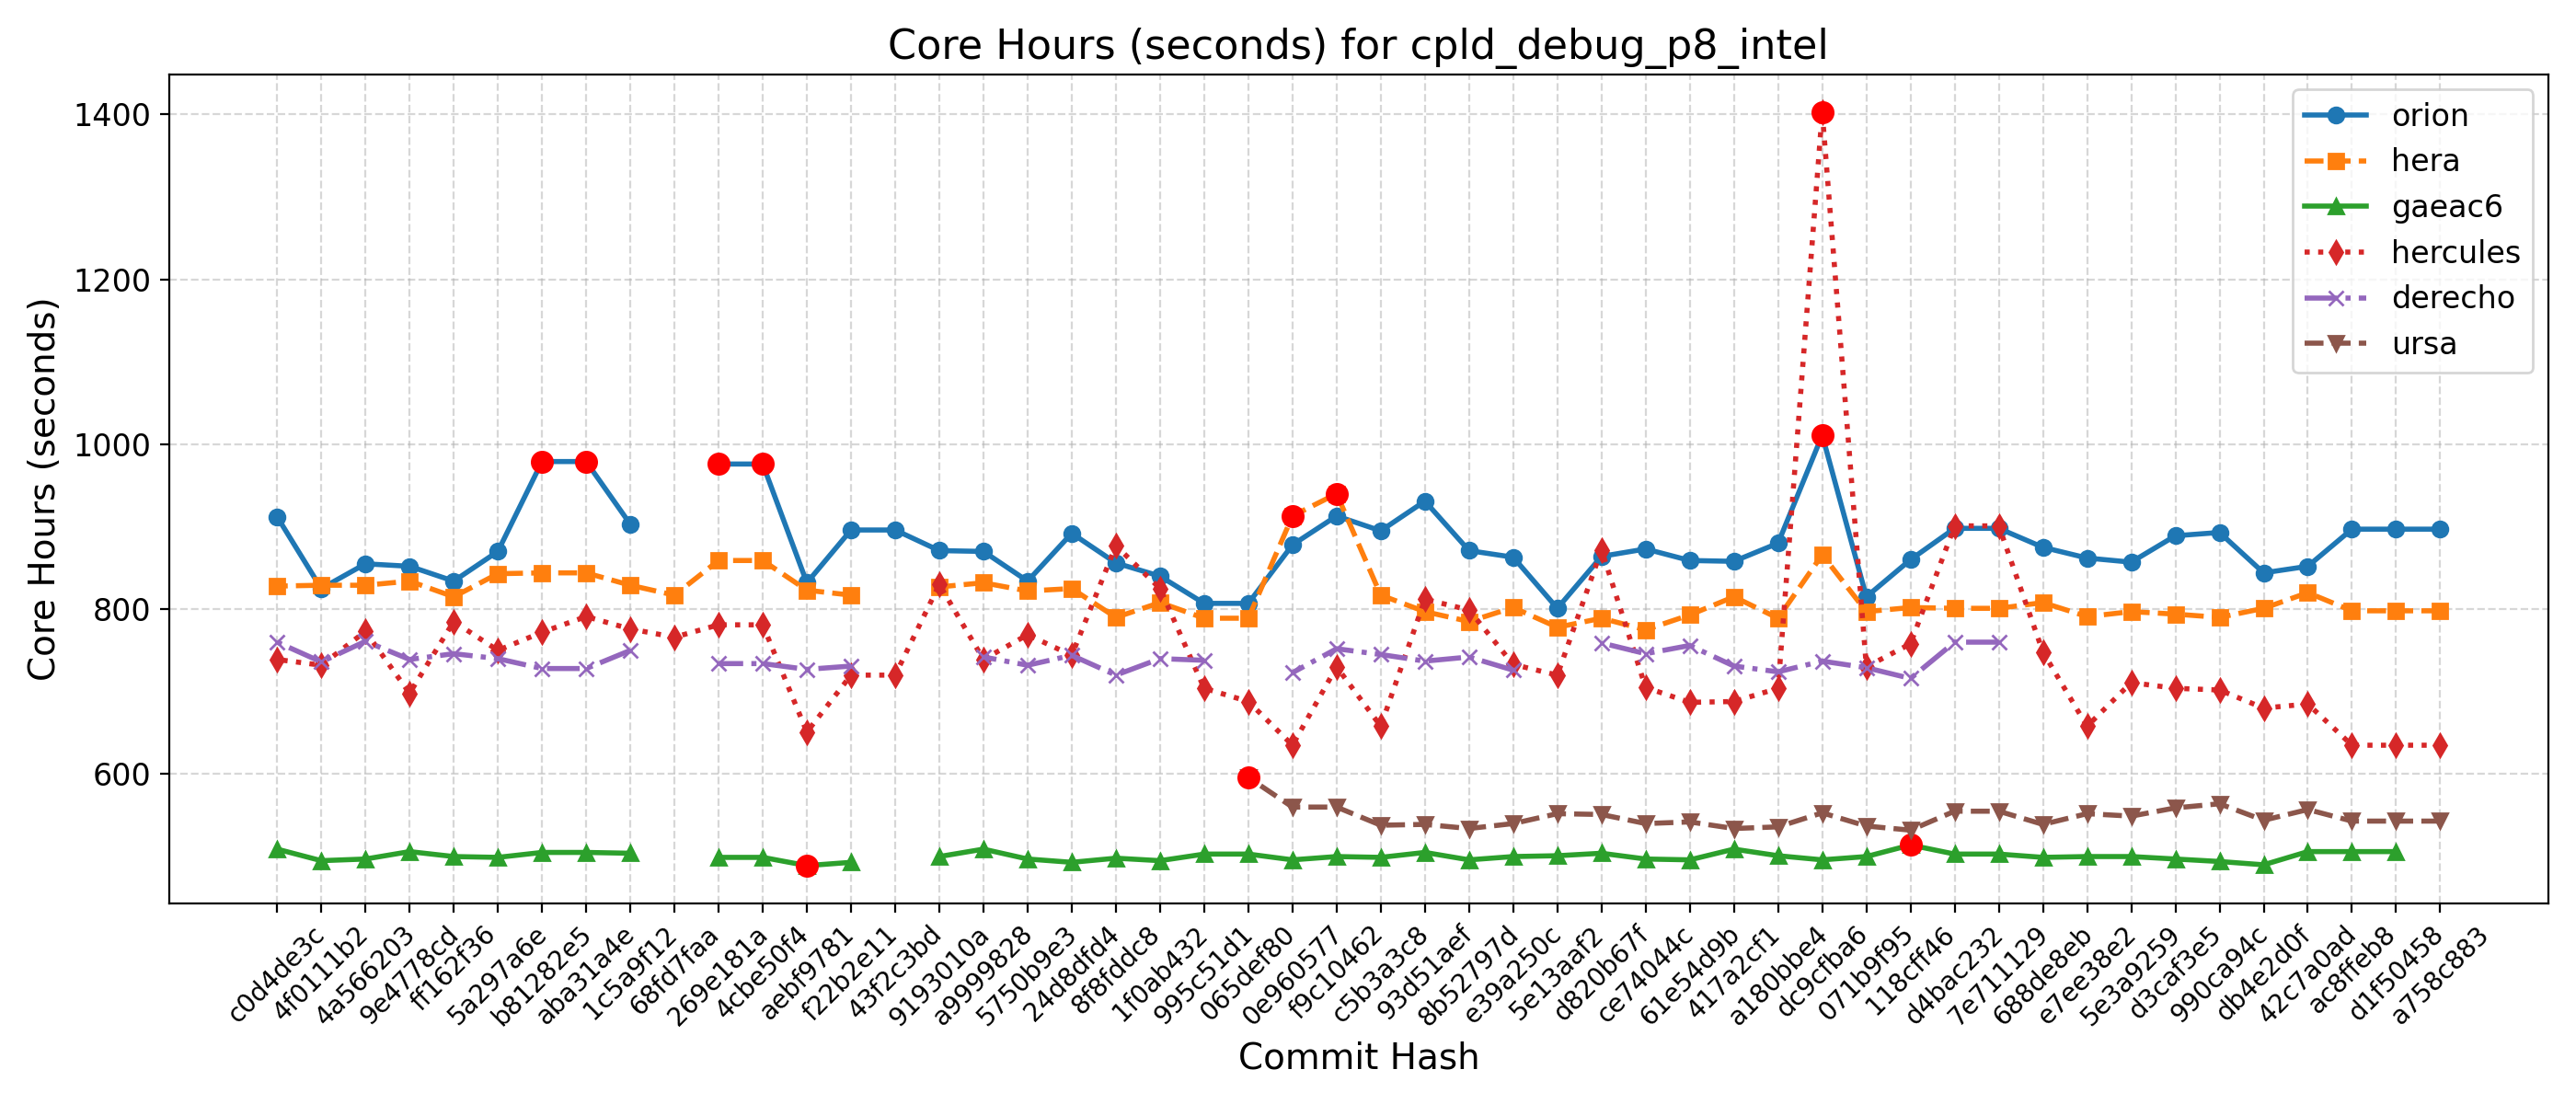 Core Hours (seconds) for cpld_debug_p8_intel
Core Hours (seconds)
1400
1200
1000
800
600
orion
hera
gaeac6
hercules
derecho
ursa
c0d4de3c
4f0111b2
4a566203
9e4778cd
ff162f36
5a297a6e
b81282e5
aba31a4e
1c5a9f12
68fd7faa
269e181a
4cbe50f4
aebf9781
f22b2e11
43f2c3bd
9193010a
a9999828
5750b9e3
24d8dfd4
8f8fddc8
1f0ab432
995c51d1
065def80
0e960577
f9c10462
c5b3a3c8
93d51aef
8b52797d
e39a250c
5e13aaf2
d820b67f
ce74044c
61e54d9b
417a2cf1
a180bbe4
dc9cfba6
071b9f95
118cff46
d4bac232
7e711129
688de8eb
e7ee38e2
5e3a9259
d3caf3e5
990ca94c
db4e2d0f
42c7a0ad
ac8ffeb8
d1f50458
a758c883
Commit Hash